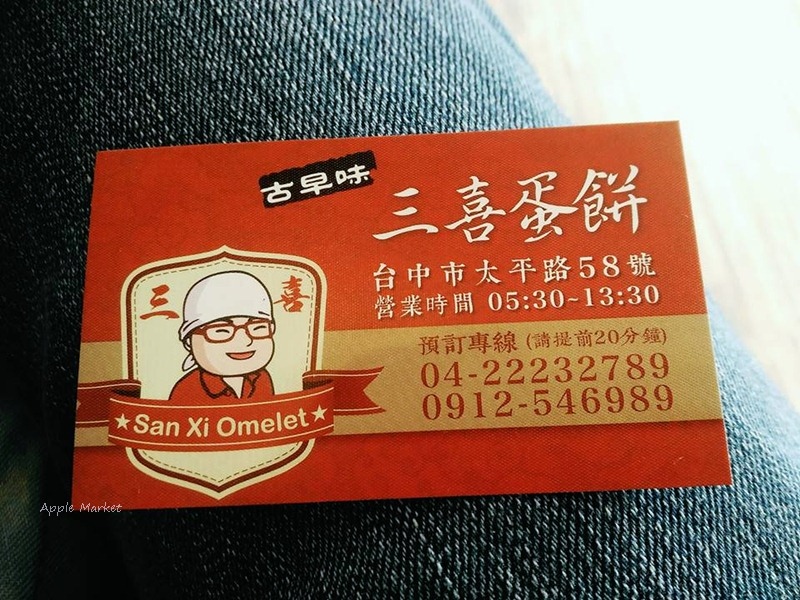 古早味
三喜蛋餅
台中市太平路58號
營業時間 05:30~13:30
預訂專線 (請提前20分鐘)
04-22232789
0912-546989
三 喜
★San Xi Omelet★
Apple Market